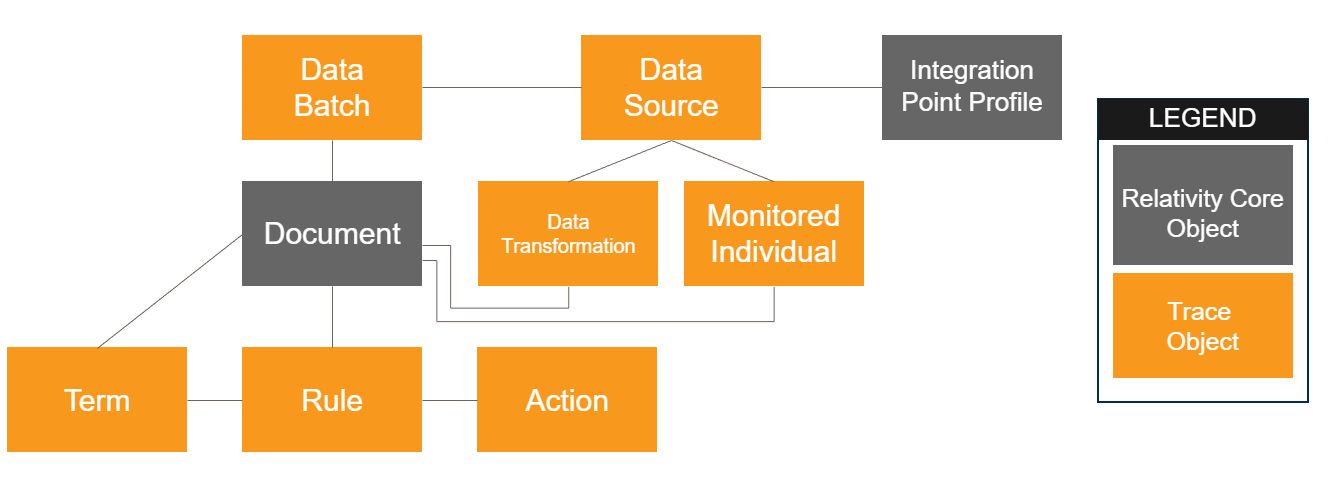 Data
Batch
Data
Source
Integration
Point Profile
LEGEND
Relativity Core
Object
Trace
Object
Document
Data
Transformation
Monitored
Individual
Term
Rule
Action